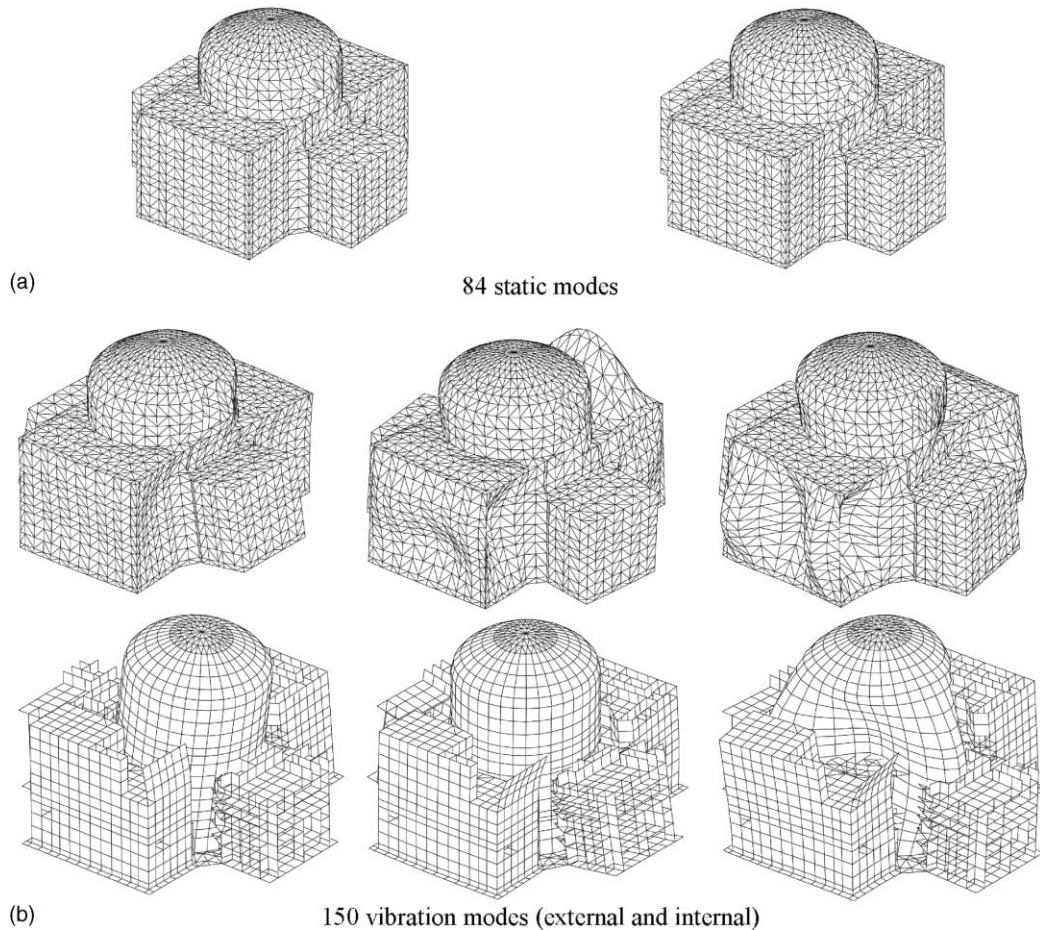 (a)
84 static modes
(b)
150 vibration modes (external and internal)